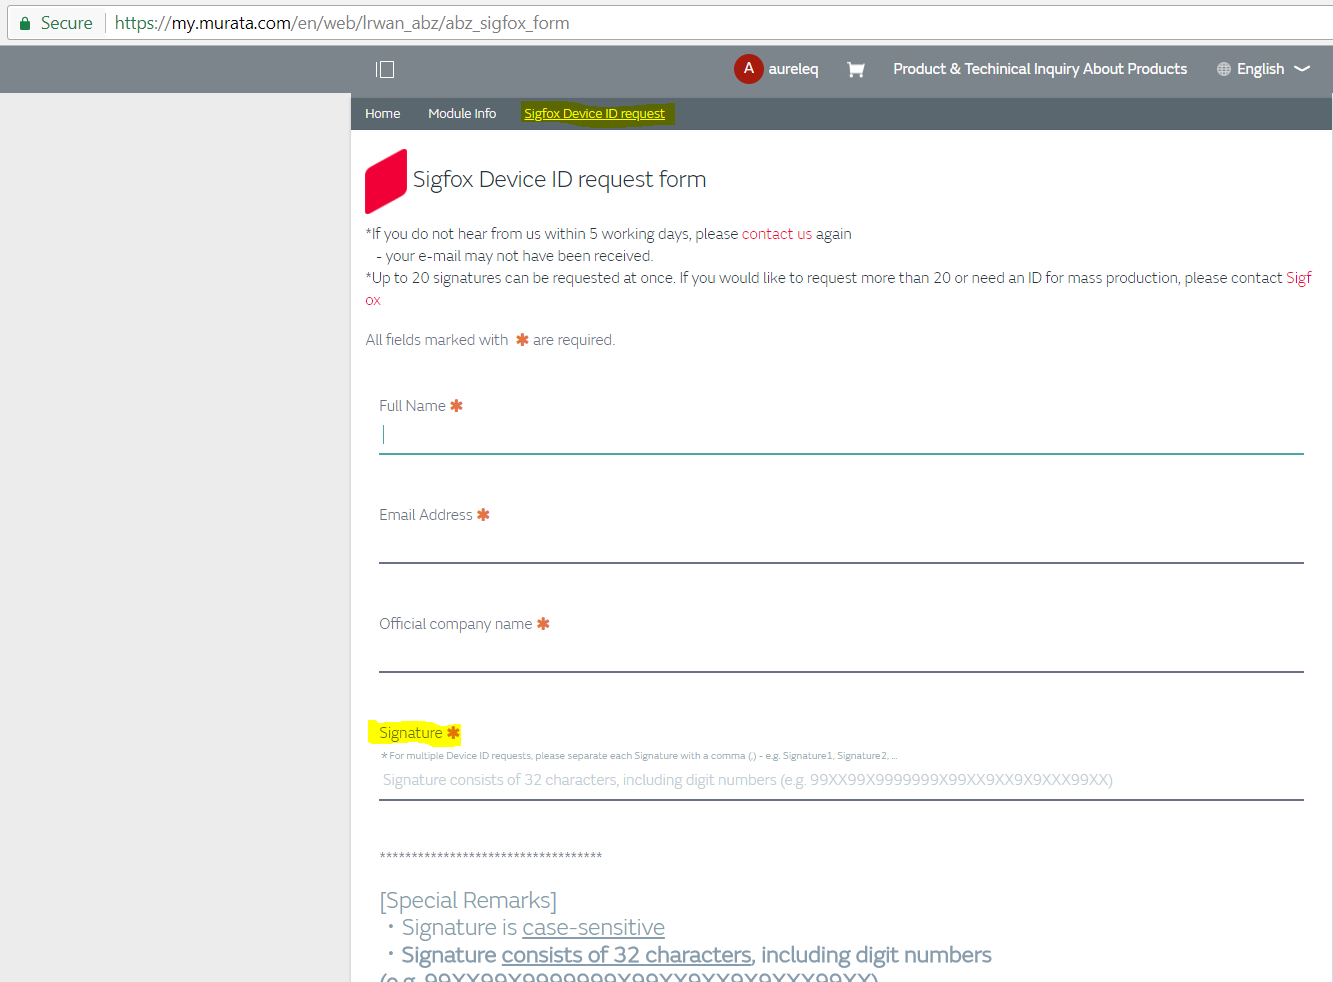 Secure https://my.murata.com/en/web/lrwan_abz/abz_sigfox_form
A aureleq Product & Techinical Inquiry About Products English
Home Module Info Sigfox Device ID request
Sigfox Device ID request form
*If you do not hear from us within 5 working days, please contact us again
- your e-mail may not have been received.
*Up to 20 signatures can be requested at once. If you would like to request more than 20 or need an ID for mass production, please contact Sigf
ox
All fields marked with ✱ are required.
Full Name ✱
Email Address ✱
Official company name ✱
Signature ✱
*For multiple Device ID requests, please separate each Signature with a comma (,) - e.g. Signature1, Signature2, ...
Signature consists of 32 characters, including digit numbers (e.g. 99XX99X9999999X99XX9XX9X9XXX99XX)
***********************************
[Special Remarks]
・Signature is case-sensitive
・Signature consists of 32 characters, including digit numbers
(e.g. 99XX99X9999999X99XX9XX9X9XXX99XX)